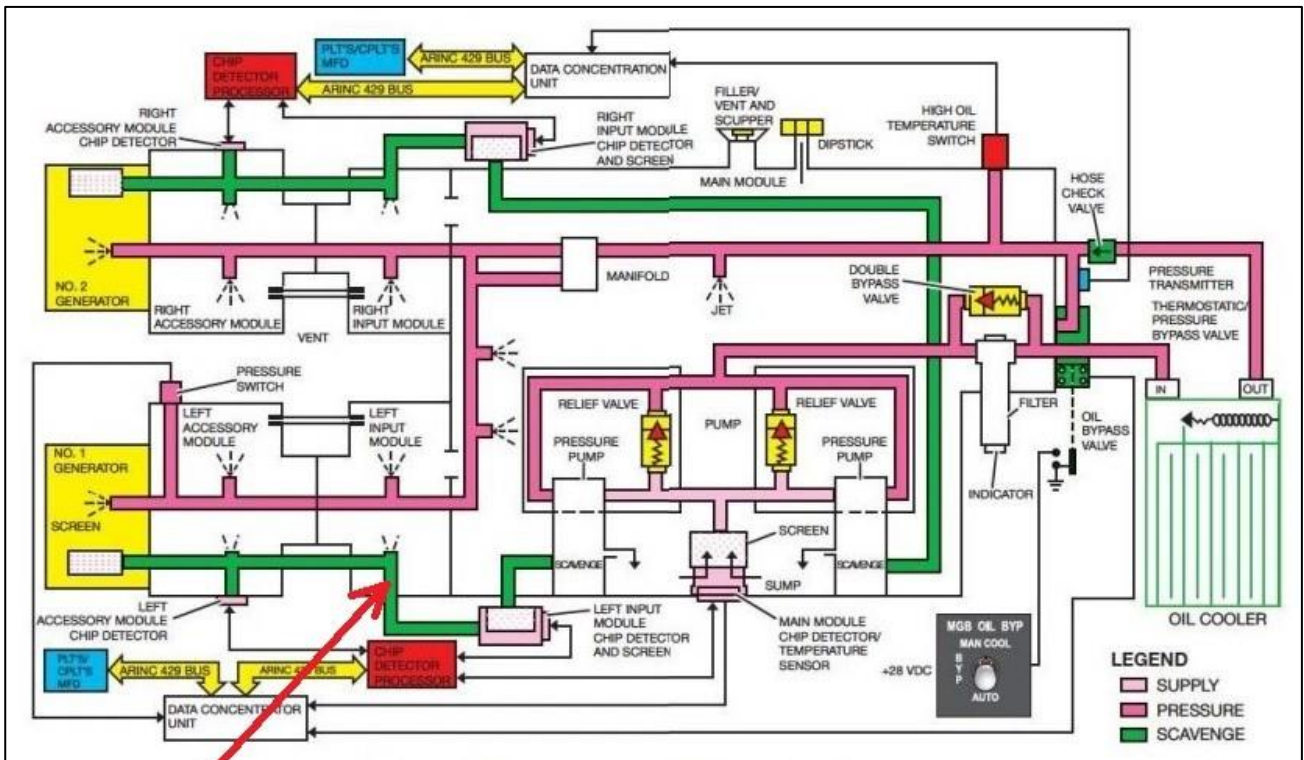 PLT'S/CPLT'S
MFD
ARINC 429 BUS
DATA CONCENTRATION
UNIT
CHIP
DETECTOR
PROCESSOR
ARINC 429 BUS
RIGHT
ACCESSORY MODULE
CHIP DETECTOR
RIGHT
INPUT MODULE
CHIP DETECTOR
AND SCREEN
FILLER/
VENT AND
SCUPPER
DIPSTICK
MAIN MODULE
HIGH OIL
TEMPERATURE
SWITCH
HOSE
CHECK
VALVE
NO. 2
GENERATOR
RIGHT
ACCESSORY MODULE
RIGHT
INPUT MODULE
VENT
MANIFOLD
JET
DOUBLE
BYPASS
VALVE
PRESSURE
TRANSMITTER
THERMOSTATIC/
PRESSURE
BYPASS VALVE
PRESSURE
SWITCH
LEFT
ACCESSORY
MODULE
LEFT
INPUT
MODULE
RELIEF VALVE
PUMP
RELIEF VALVE
PRESSURE
PUMP
PRESSURE
PUMP
FILTER
INDICATOR
IN
OUT
OIL
BYPASS
VALVE
NO. 1
GENERATOR
SCREEN
SCREEN
SCAVENGE
SUMP
SCAVENGE
LEFT
ACCESSORY MODULE
CHIP DETECTOR
LEFT INPUT
MODULE
CHIP DETECTOR
AND SCREEN
MAIN MODULE
CHIP DETECTOR/
TEMPERATURE
SENSOR
OIL COOLER
PLT'S/
CPLT'S
MFD
ARINC 429 BUS
ARINC 429 BUS
CHIP
DETECTOR
PROCESSOR
DATA CONCENTRATOR
UNIT
+28 VDC
MGB OIL BYP
MAN COOL
BYP
AUTO
LEGEND
SUPPLY
PRESSURE
SCAVENGE